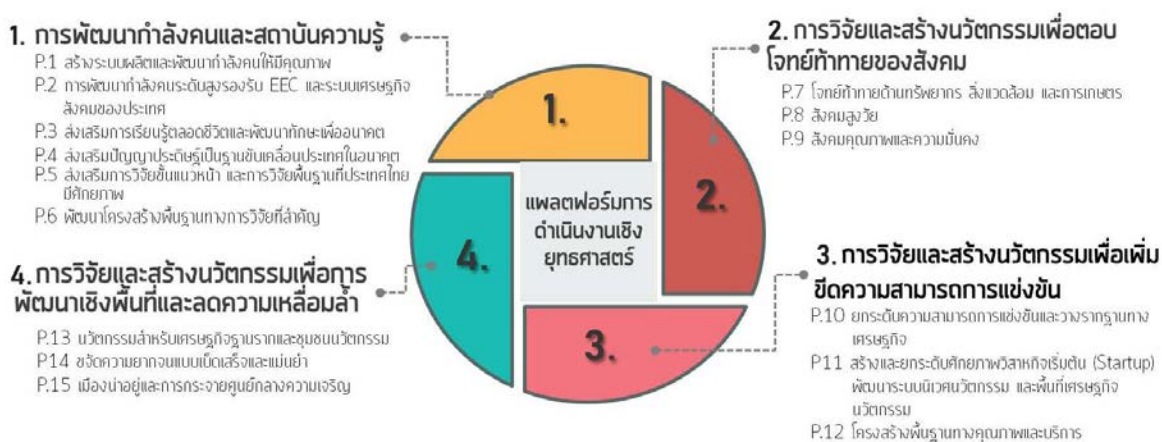 1. การพัฒนากำลังคนและสถาบันความรู้
P.1 สร้างระบบผลิตและพัฒนากำลังคนให้มีคุณภาพ
P.2 การพัฒนากำลังคนระดับสูงรองรับ EEC และระบบเศรษฐกิจ
สังคมของประเทศ
P.3 ส่งเสริมการเรียนรู้ตลอดชีวิตและพัฒนาทักษะเพื่ออนาคต
P.4 ส่งเสริมปัญญาประดิษฐ์เป็นฐานขับเคลื่อนประเทศในอนาคต
P.5 ส่งเสริมการวิจัยขั้นแนวหน้า และการวิจัยพื้นฐานที่ประเทศไทย
มีศักยภาพ
P.6 พัฒนาโครงสร้างพื้นฐานทางการวิจัยที่สำคัญ
2. การวิจัยและสร้างนวัตกรรมเพื่อตอบ
โจทย์ท้าทายของสังคม
P.7 โจทย์ท้าทายด้านทรัพยากร สิ่งแวดล้อม และการเกษตร
P.8 สังคมสูงวัย
P.9 สังคมคุณภาพและความมั่นคง
1.
2.
3.
4.
แพลตฟอร์มการ
ดำเนินงานเชิง
ยุทธศาสตร์
3. การวิจัยและสร้างนวัตกรรมเพื่อเพิ่ม
ขีดความสามารถการแข่งขัน
P.10 ยกระดับความสามารถการแข่งขันและวางรากฐานทาง
เศรษฐกิจ
P.11 สร้างและยกระดับศักยภาพวิสาหกิจเริ่มต้น (Startup)
พัฒนาระบบนิเวศนวัตกรรม และพื้นที่เศรษฐกิจ
นวัตกรรม
P.12 โครงสร้างพื้นฐานทางคุณภาพและบริการ
4. การวิจัยและสร้างนวัตกรรมเพื่อการ
พัฒนาเชิงพื้นที่และลดความเหลื่อมล้ำ
P.13 นวัตกรรมสำหรับเศรษฐกิจฐานรากและชุมชนนวัตกรรม
P.14 ขจัดความยากจนแบบเบ็ดเสร็จและแม่นยำ
P.15 เมืองน่าอยู่และการกระจายศูนย์กลางความเจริญ